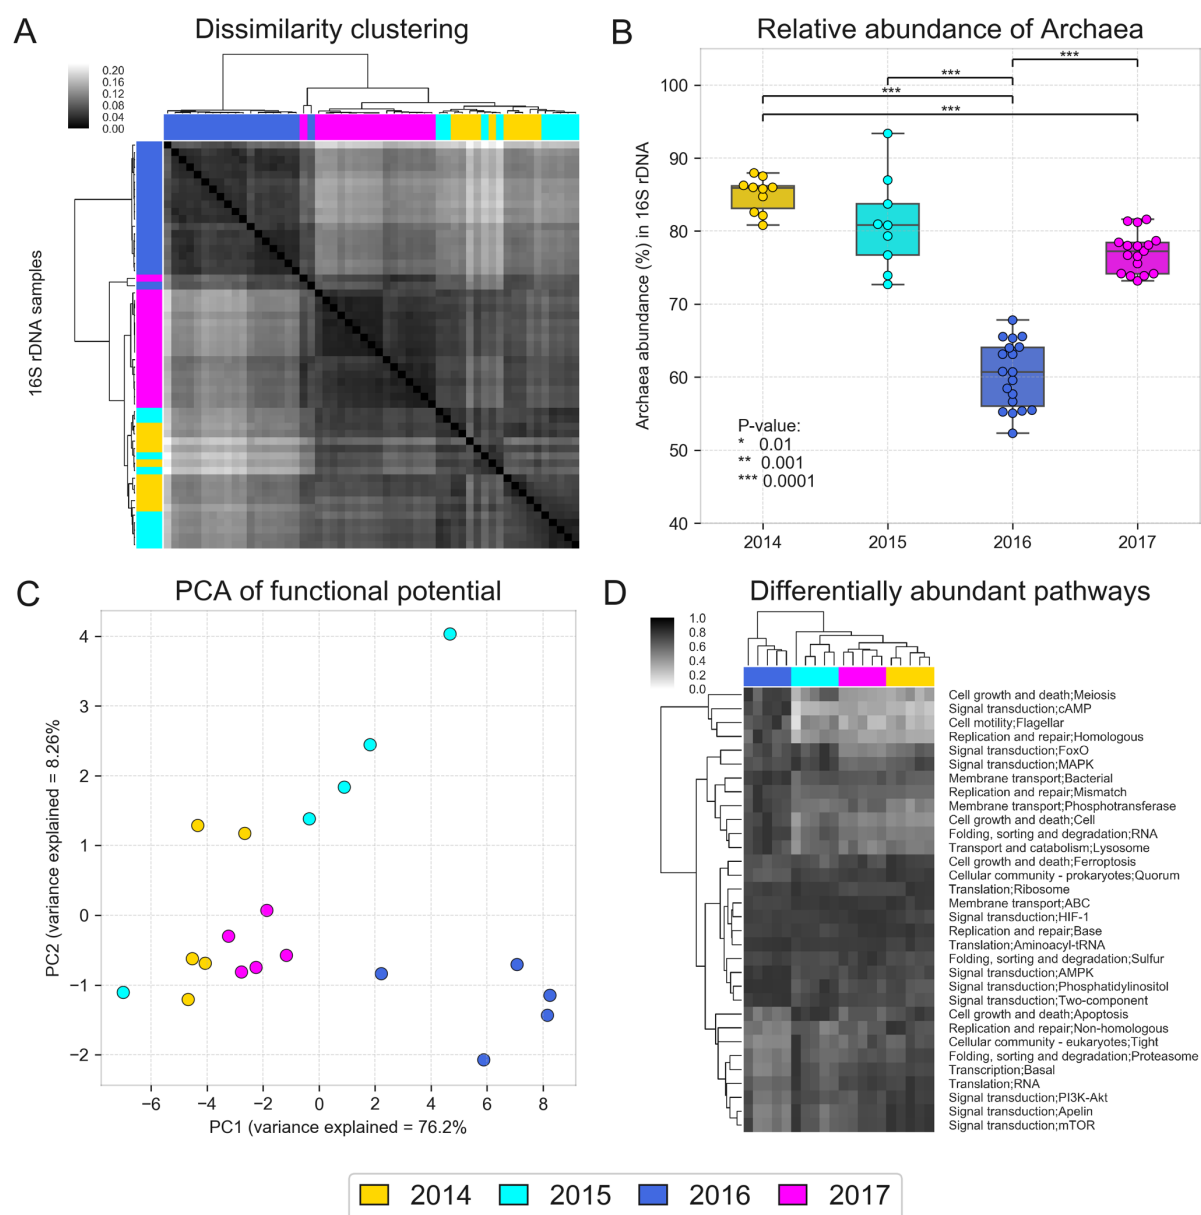 A
Dissimilarity clustering
0.20
0.16
0.12
0.08
0.04
0.00
16S rDNA samples
B
Relative abundance of Archaea
***
***
***
***
100
90
80
70
60
50
40
Archaea abundance (%) in 16S rDNA
P-value:
* 0.01
** 0.001
*** 0.0001
2014
2015
2016
2017
C
PCA of functional potential
4
3
2
1
0
−1
−2
PC2 (variance explained = 8.26%
−6
−4
−2
0
2
4
6
8
PC1 (variance explained = 76.2%
D
Differentially abundant pathways
1.0
0.8
0.6
0.4
0.2
0.0
Cell growth and death;Meiosis
Signal transduction;cAMP
Cell motility;Flagellar
Replication and repair;Homologous
Signal transduction;FoxO
Signal transduction;MAPK
Membrane transport;Bacterial
Replication and repair;Mismatch
Membrane transport;Phosphotransferase
Cell growth and death;Cell
Folding, sorting and degradation;RNA
Transport and catabolism;Lysosome
Cell growth and death;Ferroptosis
Cellular community - prokaryotes;Quorum
Translation;Ribosome
Membrane transport;ABC
Signal transduction;HIF-1
Replication and repair;Base
Translation;Aminoacyl-tRNA
Folding, sorting and degradation;Sulfur
Signal transduction;AMPK
Signal transduction;Phosphatidylinositol
Signal transduction;Two-component
Cell growth and death;Apoptosis
Replication and repair;Non-homologous
Cellular community - eukaryotes;Tight
Folding, sorting and degradation;Proteasome
Transcription;Basal
Translation;RNA
Signal transduction;PI3K-Akt
Signal transduction;Apelin
Signal transduction;mTOR
2014
2015
2016
2017